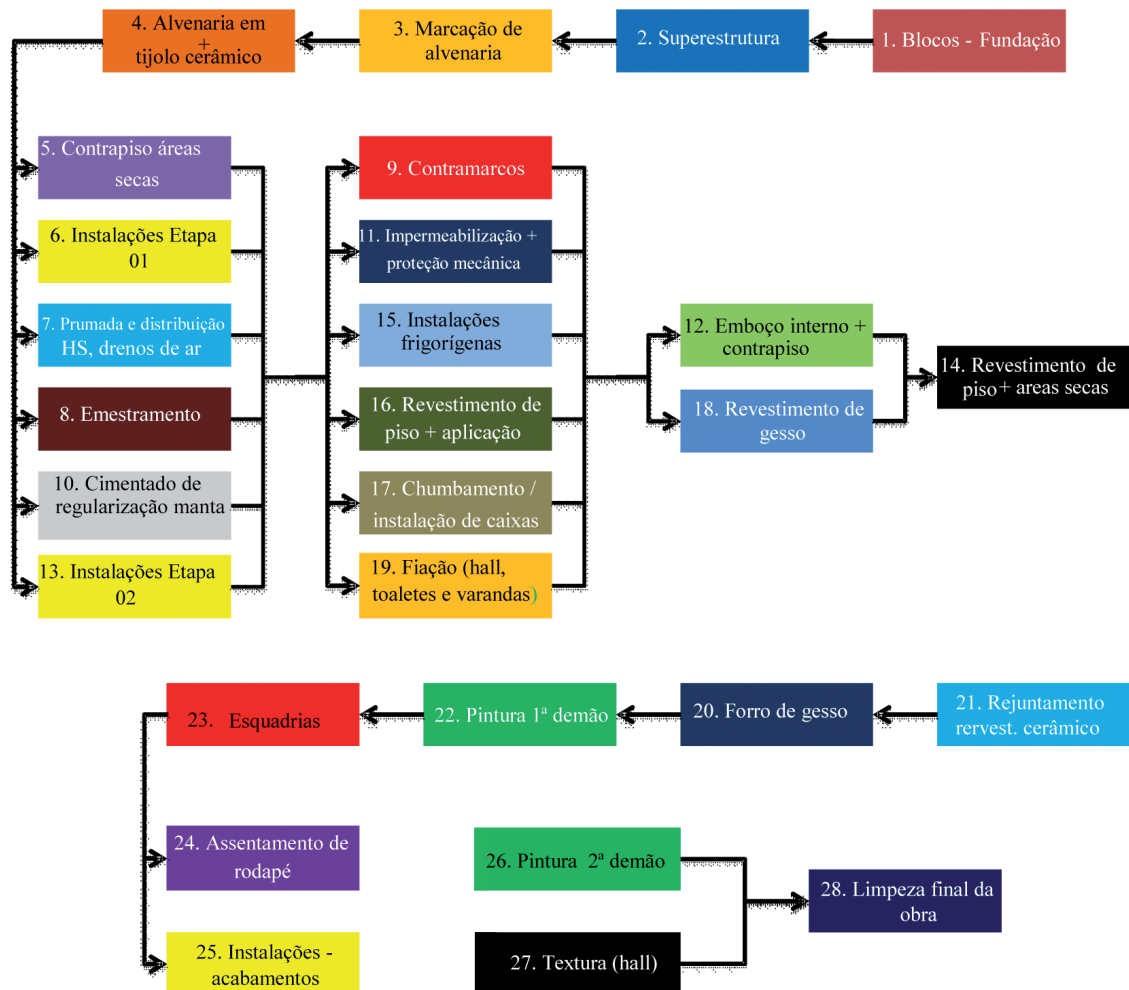 4. Alvenaria em
+
tijolo cerâmico
3. Marcação de
alvenaria
2. Superestrutura
1. Blocos - Fundação
5. Contrapiso áreas
secas
6. Instalações Etapa
01
7. Prumada e distribuição
HS, drenos de ar
8. Emestramento
10. Cimentado de
regularização manta
13. Instalações Etapa
02
9. Contramarcos
11. Impermeabilização +
proteção mecânica
15. Instalações
frigorígenas
16. Revestimento de
piso + aplicação
17. Chumbamento /
instalação de caixas
19. Fiação (hall,
toaletes e varandas)
12. Emboço interno +
contrapiso
18. Revestimento de
gesso
14. Revestimento de
piso + areas secas
23. Esquadrias
22. Pintura 1ª demão
20. Forro de gesso
21. Rejuntamento
rervest. cerâmico
24. Assentamento de
rodapé
25. Instalações -
acabamentos
26. Pintura 2ª demão
27. Textura (hall)
28. Limpeza final da
obra